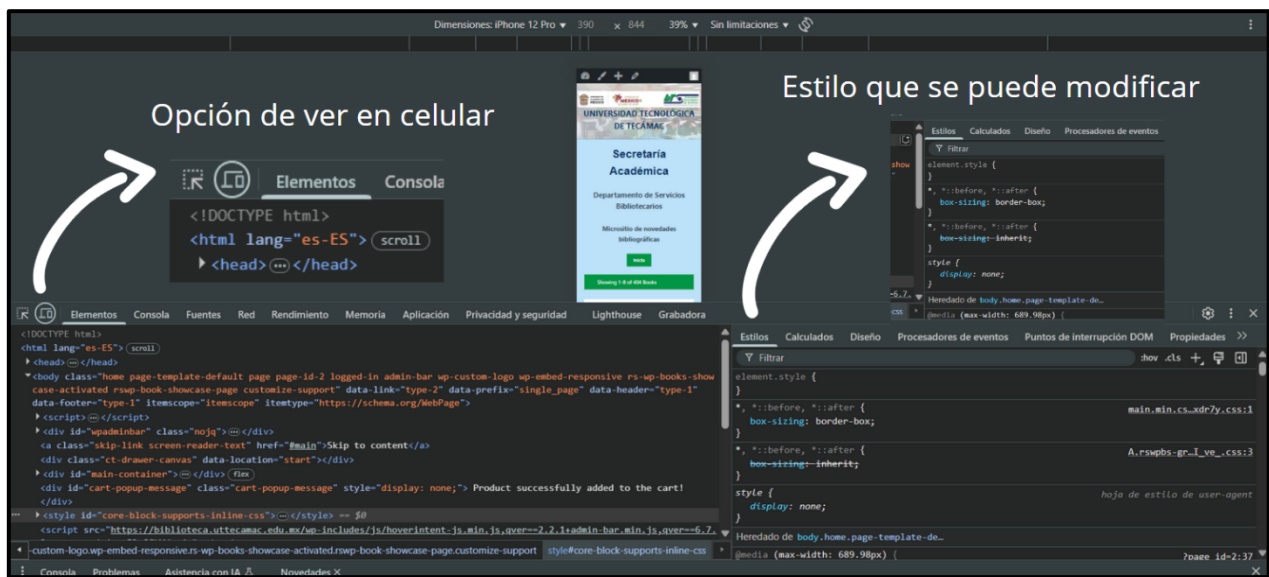 Dimensiones: iPhone 12 Pro ▼ 390 x 844 39% ▼ Sin limitaciones ▼
Opción de ver en celular
Elementos Consola
<!DOCTYPE html>
<html lang="es-ES"> scroll
<head> ⋯ </head>
UNIVERSIDAD TECNOLÓGICA
DE TECÁMAC
Secretaría
Académica
Departamento de Servicios
Bibliotecarios
Micrositio de novedades
bibliográficas
Inicio
Showing 1-8 of 404 Books
Estilo que se puede modificar
show
Estilos Calculados Diseño Procesadores de eventos
Filtrar
element.style {
}
*, *::before, *::after {
box-sizing: border-box;
}
*, *::before, *::after {
box-sizing: inherit;
}
style {
display: none;
}
-6.7.
Heredado de body.home.page-template-de…
css
@media (max-width: 689.98px) {
Elementos Consola Fuentes Red Rendimiento Memoria Aplicación Privacidad y seguridad Lighthouse Grabadora
<!DOCTYPE html>
<html lang="es-ES"> scroll
<head> ⋯ </head>
<body class="home page-template-default page page-id-2 logged-in admin-bar wp-custom-logo wp-embed-responsive rs-wp-books-show
case-activated rswp-book-showcase-page customize-support" data-link="type-2" data-prefix="single_page" data-header="type-1"
data-footer="type-1" itemscope="itemscope" itemtype="https://schema.org/WebPage">
<script> ⋯ </script>
<div id="wpadminbar" class="nojq"> ⋯ </div>
<a class="skip-link screen-reader-text" href="#main">Skip to content</a>
<div class="ct-drawer-canvas" data-location="start"></div>
<div id="main-container"> ⋯ </div> flex
<div id="cart-popup-message" class="cart-popup-message" style="display: none;"> Product successfully added to the cart!
</div>
⋯ <style id="core-block-supports-inline-css"> ⋯ </style> == $0
<script src="https://biblioteca.uttecamac.edu.mx/wp-includes/js/hoverintent-js.min.js,qver==2.2.1+admin-bar.min.js,qver==6.7.
-custom-logo.wp-embed-responsive.rs-wp-books-showcase-activated.rswp-book-showcase-page.customize-support style#core-block-supports-inline-css
Estilos Calculados Diseño Procesadores de eventos Puntos de interrupción DOM Propiedades >>
Filtrar :hov .cls +
element.style {
}
*, *::before, *::after { main.min.cs…xdr7y.css:1
box-sizing: border-box;
}
*, *::before, *::after { A.rswpbs-gr…I_ve_.css:3
box-sizing: inherit;
}
style { hoja de estilo de user-agent
display: none;
}
Heredado de body.home.page-template-de…
@media (max-width: 689.98px) { ?page_id=2:37
Consola Problemas Asistencia con IA Novedades ×